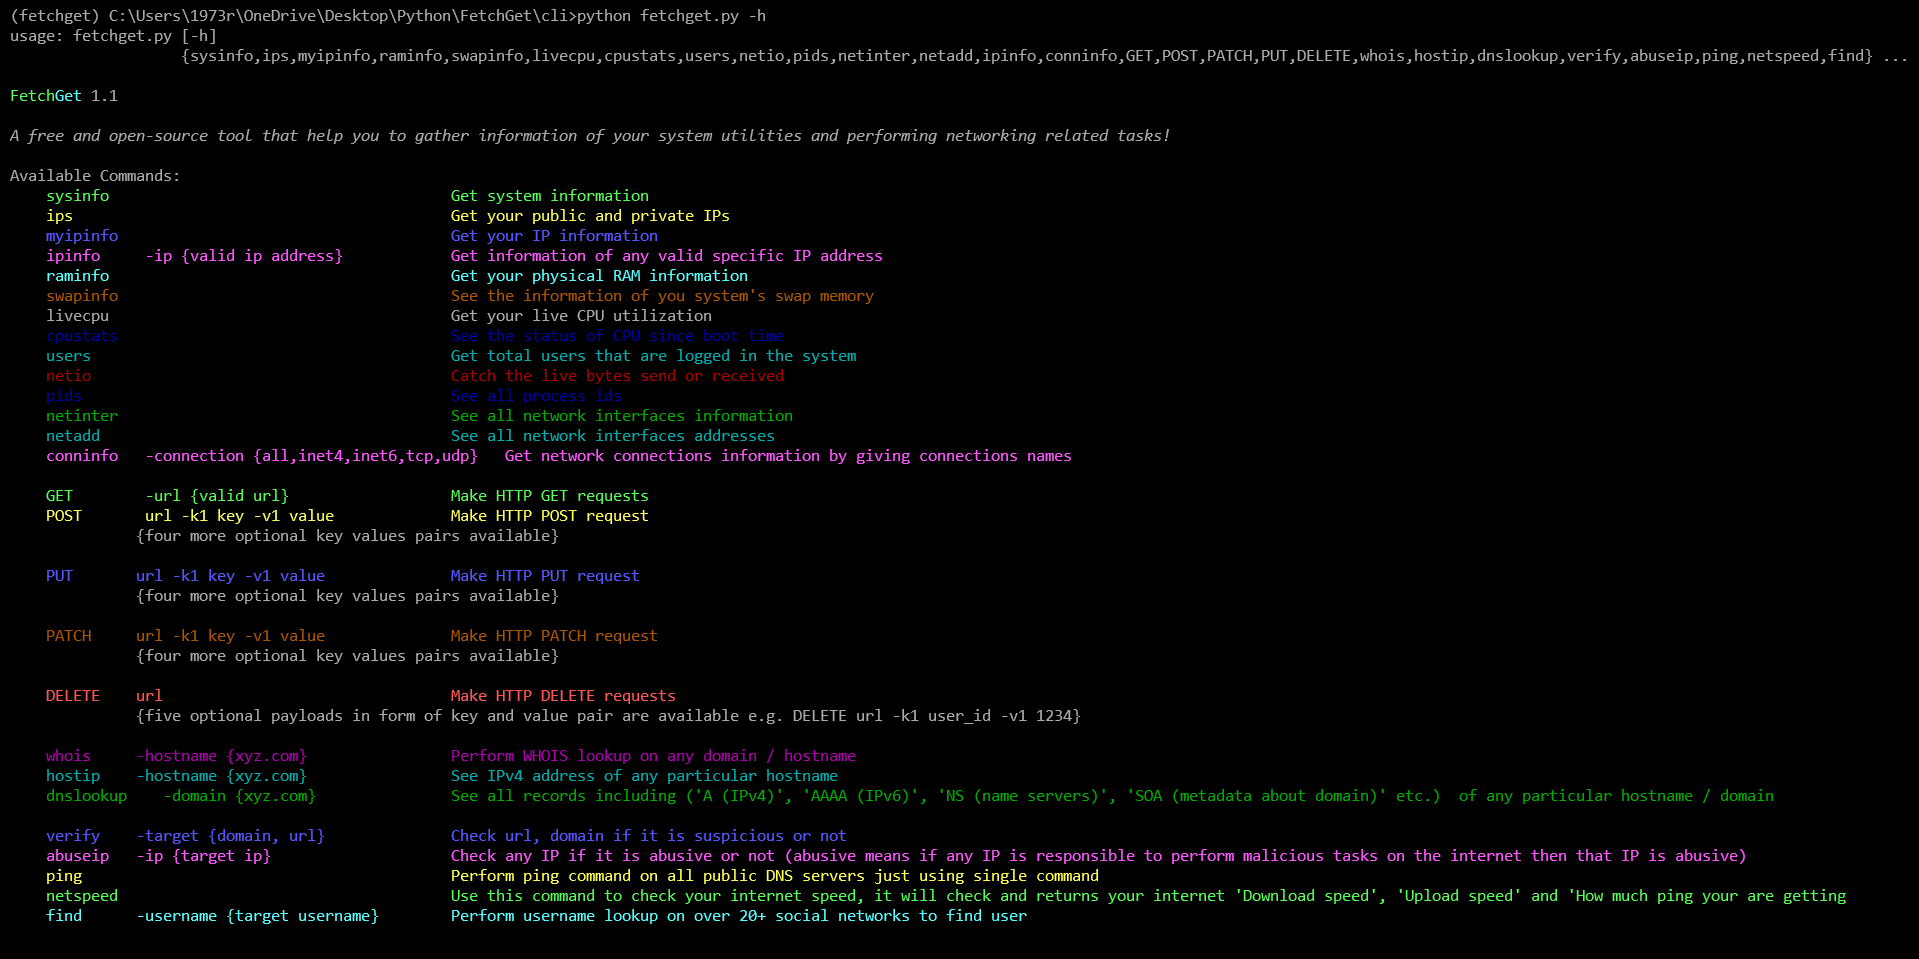 (fetchget) C:\Users\1973r\OneDrive\Desktop\Python\FetchGet\cli>python fetchget.py -h
usage: fetchget.py [-h]
{sysinfo,ips,myipinfo,raminfo,swapinfo,livecpu,cpustats,users,netio,pids,netinter,netadd,ipinfo,conninfo,GET,POST,PATCH,PUT,DELETE,whois,hostip,dnslookup,verify,abuseip,ping,netspeed,find} ...
FetchGet 1.1
A free and open-source tool that help you to gather information of your system utilities and performing networking related tasks!
Available Commands:
sysinfo Get system information
ips Get your public and private IPs
myipinfo Get your IP information
ipinfo -ip {valid ip address} Get information of any valid specific IP address
raminfo Get your physical RAM information
swapinfo See the information of you system's swap memory
livecpu Get your live CPU utilization
cpustats See the status of CPU since boot time
users Get total users that are logged in the system
netio Catch the live bytes send or received
pids See all process ids
netinter See all network interfaces information
netadd See all network interfaces addresses
conninfo -connection {all,inet4,inet6,tcp,udp} Get network connections information by giving connections names
GET -url {valid url} Make HTTP GET requests
POST url -k1 key -v1 value Make HTTP POST request
{four more optional key values pairs available}
PUT url -k1 key -v1 value Make HTTP PUT request
{four more optional key values pairs available}
PATCH url -k1 key -v1 value Make HTTP PATCH request
{four more optional key values pairs available}
DELETE url Make HTTP DELETE requests
{five optional payloads in form of key and value pair are available e.g. DELETE url -k1 user_id -v1 1234}
whois -hostname {xyz.com} Perform WHOIS lookup on any domain / hostname
hostip -hostname {xyz.com} See IPv4 address of any particular hostname
dnslookup -domain {xyz.com} See all records including ('A (IPv4)', 'AAAA (IPv6)', 'NS (name servers)', 'SOA (metadata about domain)' etc.) of any particular hostname / domain
verify -target {domain, url} Check url, domain if it is suspicious or not
abuseip -ip {target ip} Check any IP if it is abusive or not (abusive means if any IP is responsible to perform malicious tasks on the internet then that IP is abusive)
ping Perform ping command on all public DNS servers just using single command
netspeed Use this command to check your internet speed, it will check and returns your internet 'Download speed', 'Upload speed' and 'How much ping your are getting
find -username {target username} Perform username lookup on over 20+ social networks to find user